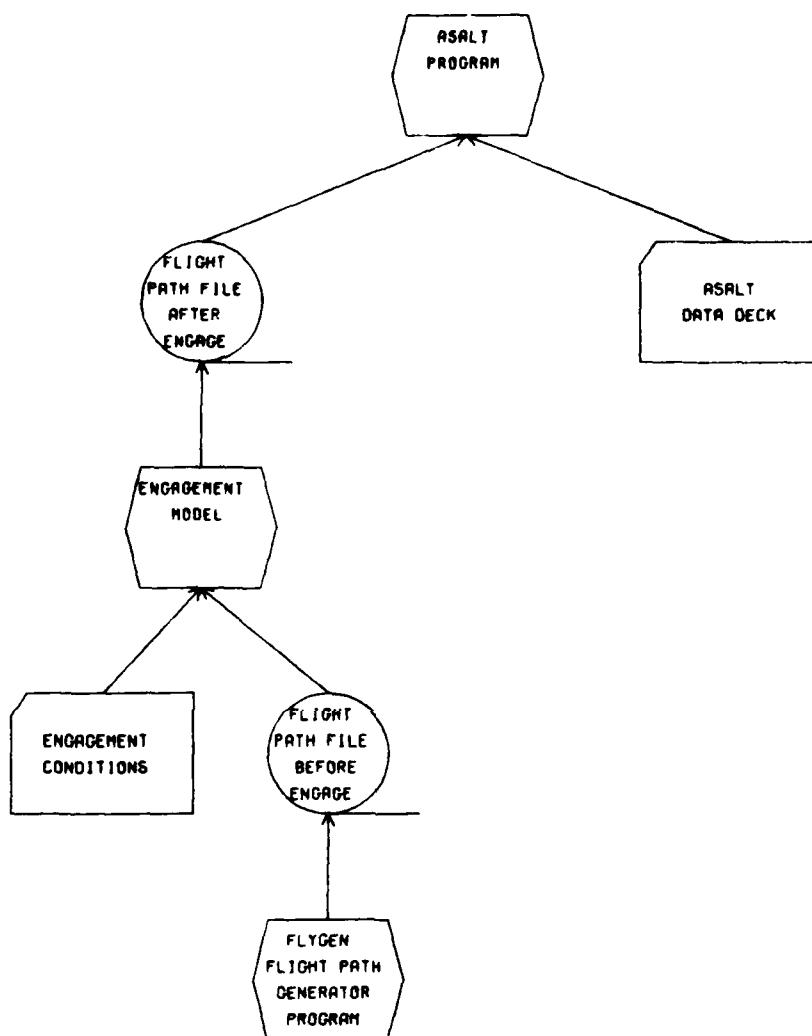 ASALT
PROGRAM
FLIGHT
PATH FILE
AFTER
ENGAGE
ASALT
DATA DECK
ENGAGEMENT
MODEL
ENGAGEMENT
CONDITIONS
FLIGHT
PATH FILE
BEFORE
ENGAGE
FLYGEN
FLIGHT PATH
GENERATOR
PROGRAM